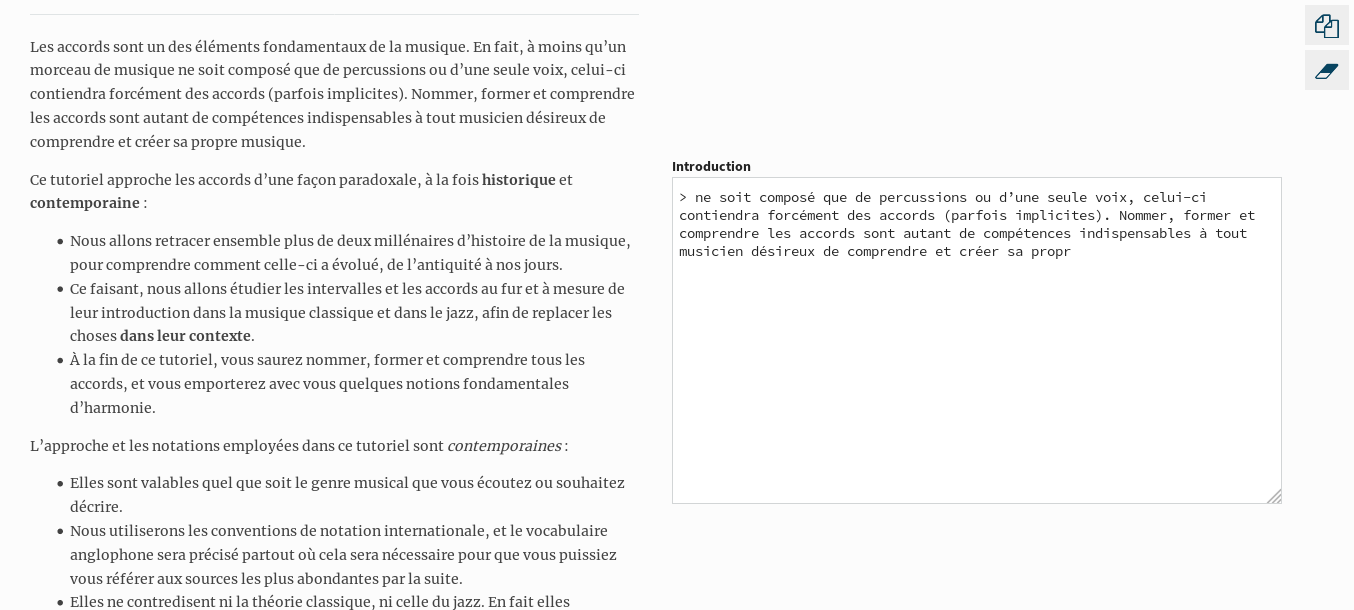 Les accords sont un des éléments fondamentaux de la musique. En fait, à moins qu’un
morceau de musique ne soit composé que de percussions ou d’une seule voix, celui-ci
contiendra forcément des accords (parfois implicites). Nommer, former et comprendre
les accords sont autant de compétences indispensables à tout musicien désireux de
comprendre et créer sa propre musique.
Ce tutoriel approche les accords d’une façon paradoxale, à la fois historique et
contemporaine :
• Nous allons retracer ensemble plus de deux millénaires d’histoire de la musique,
pour comprendre comment celle-ci a évolué, de l’antiquité à nos jours.
• Ce faisant, nous allons étudier les intervalles et les accords au fur et à mesure de
leur introduction dans la musique classique et dans le jazz, afin de replacer les
choses dans leur contexte.
• À la fin de ce tutoriel, vous saurez nommer, former et comprendre tous les
accords, et vous emporterez avec vous quelques notions fondamentales
d’harmonie.
L’approche et les notations employées dans ce tutoriel sont contemporaines :
• Elles sont valables quel que soit le genre musical que vous écoutez ou souhaitez
décrire.
• Nous utiliserons les conventions de notation internationale, et le vocabulaire
anglophone sera précisé partout où cela sera nécessaire pour que vous puissiez
vous référer aux sources les plus abondantes par la suite.
• Elles ne contredisent ni la théorie classique, ni celle du jazz. En fait elles
Introduction
> ne soit composé que de percussions ou d’une seule voix, celui-ci
contiendra forcément des accords (parfois implicites). Nommer, former et
comprendre les accords sont autant de compétences indispensables à tout
musicien désireux de comprendre et créer sa propr